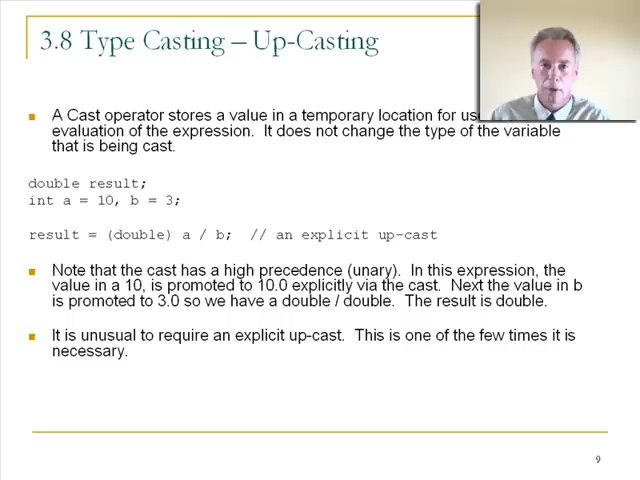 3.8 Type Casting – Up-Casting
A Cast operator stores a value in a temporary location for
evaluation of the expression.  It does not change the type of the variable
that is being cast.
double result;
int a = 10, b = 3;
result = (double) a / b;  // an explicit up-cast
Note that the cast has a high precedence (unary).  In this expression, the
value in a 10, is promoted to 10.0 explicitly via the cast.  Next the value in b
is promoted to 3.0 so we have a double / double.  The result is double.
It is unusual to require an explicit up-cast.  This is one of the few times it is
necessary.
9